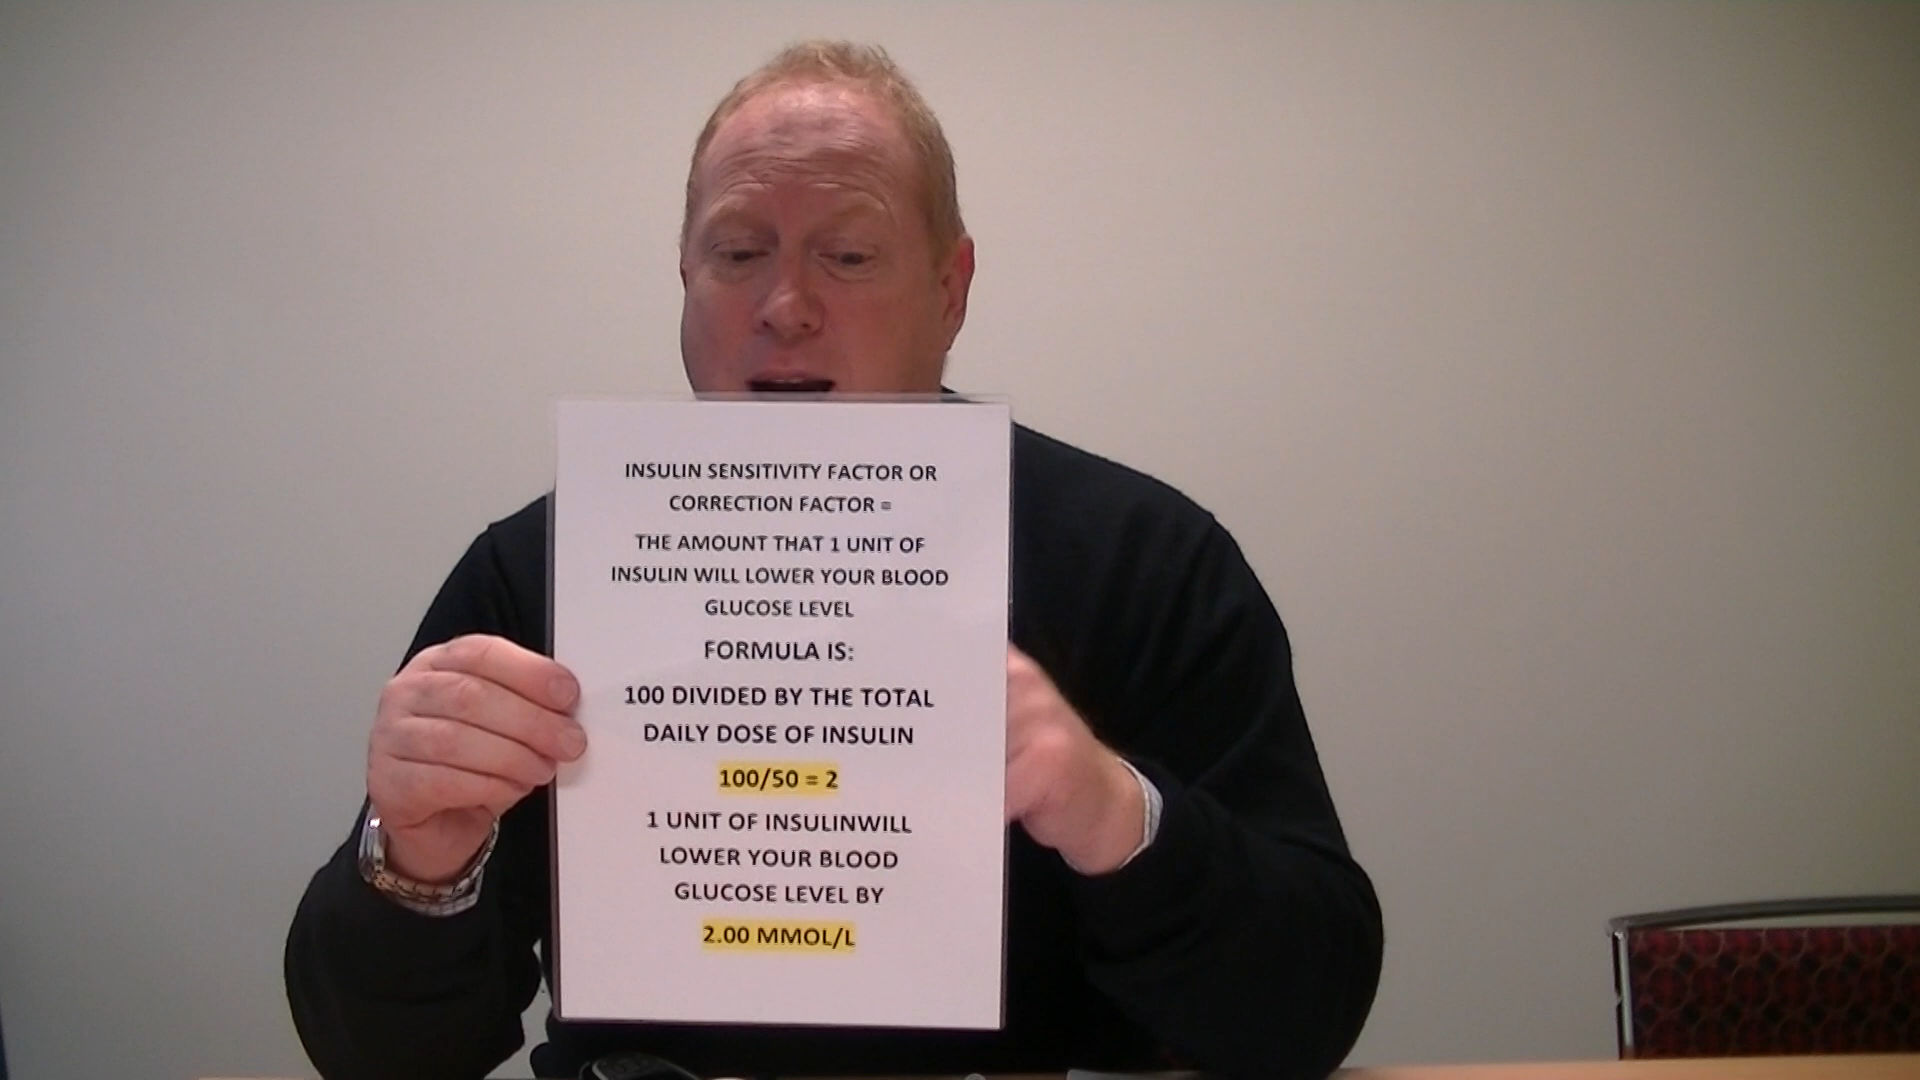 INSULIN SENSITIVITY FACTOR OR
CORRECTION FACTOR =
THE AMOUNT THAT 1 UNIT OF
INSULIN WILL LOWER YOUR BLOOD
GLUCOSE LEVEL
FORMULA IS:
100 DIVIDED BY THE TOTAL
DAILY DOSE OF INSULIN
100/50 = 2
1 UNIT OF INSULINWILL
LOWER YOUR BLOOD
GLUCOSE LEVEL BY
2.00 MMOL/L